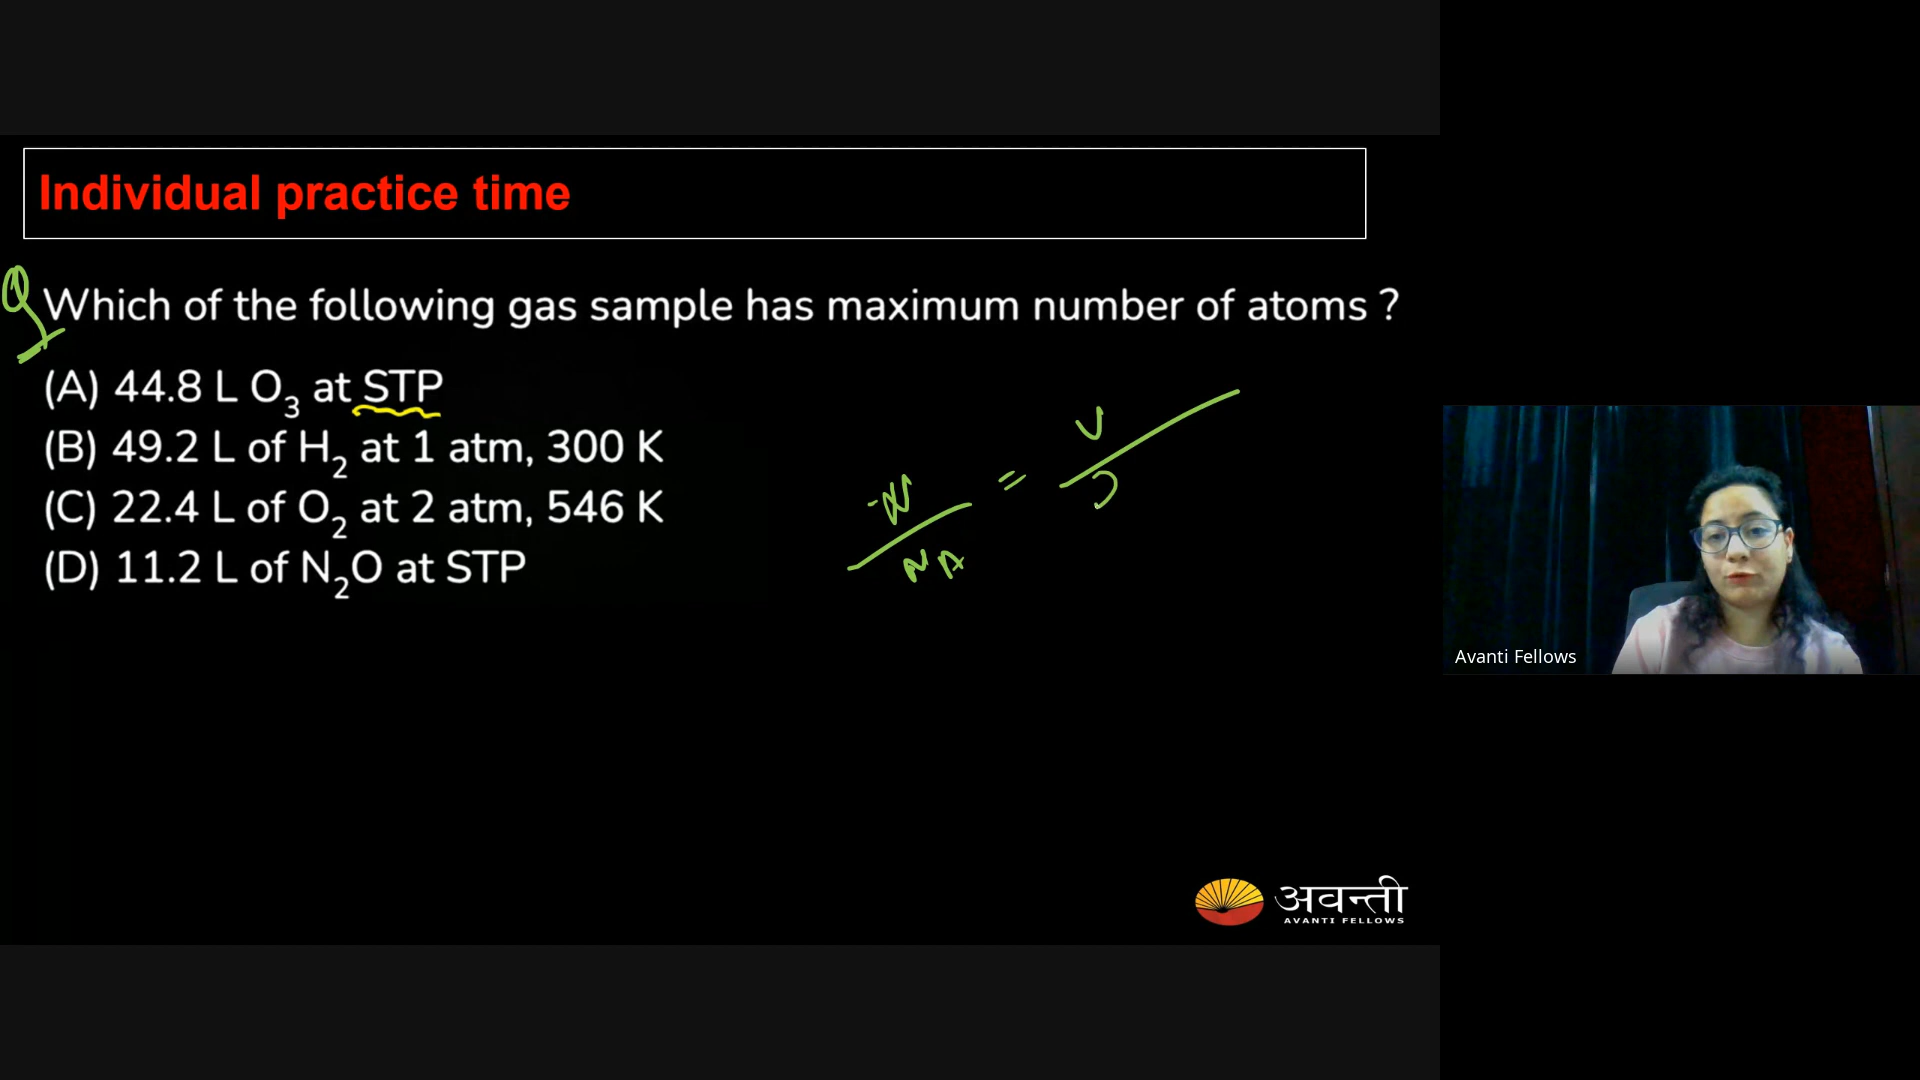 Individual practice time
Q Which of the following gas sample has maximum number of atoms ?
(A) 44.8 L O₃ at STP
(B) 49.2 L of H₂ at 1 atm, 300 K
(C) 22.4 L of O₂ at 2 atm, 546 K
(D) 11.2 L of N₂O at STP
N = V
NA
Avanti Fellows
अवन्ती
AVANTI FELLOWS